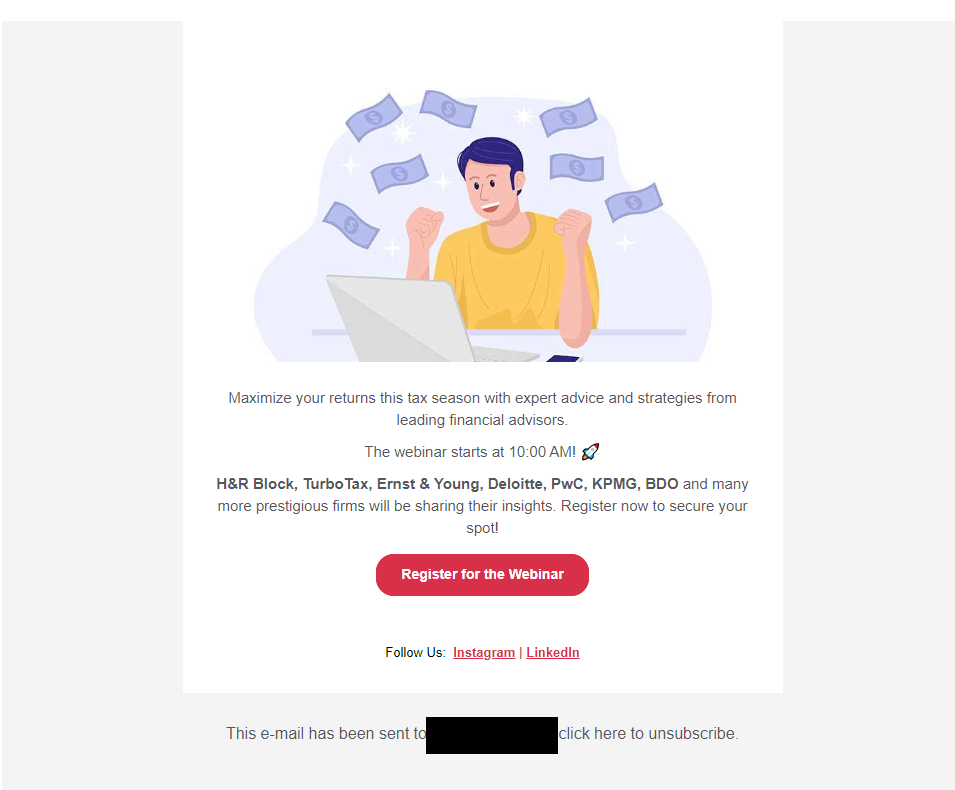 Maximize your returns this tax season with expert advice and strategies from
leading financial advisors.
The webinar starts at 10:00 AM! 🚀
H&R Block, TurboTax, Ernst & Young, Deloitte, PwC, KPMG, BDO and many
more prestigious firms will be sharing their insights. Register now to secure your
spot!
Register for the Webinar
Follow Us: Instagram | LinkedIn
This e-mail has been sent to click here to unsubscribe.